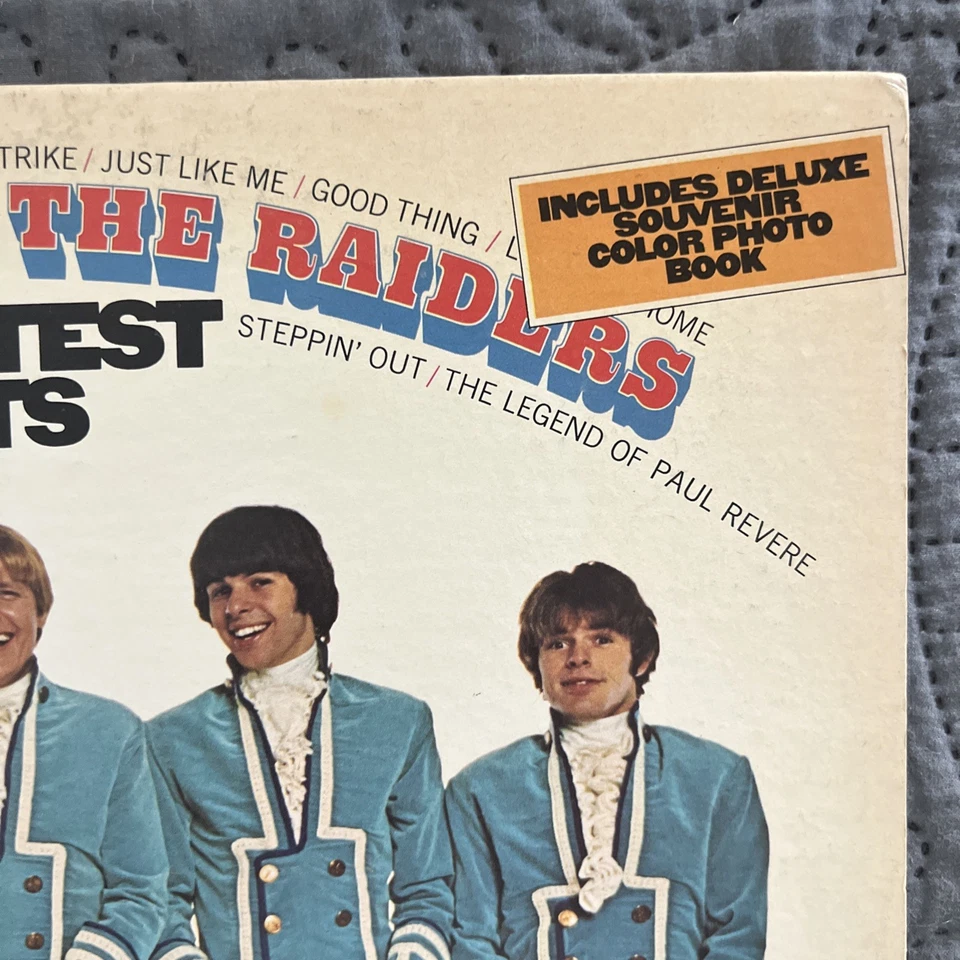 TRIKE / JUST LIKE ME / GOOD THING / L
INCLUDES DELUXE
SOUVENIR
COLOR PHOTO
BOOK
THE RAIDERS
OME
TEST
TS
STEPPIN' OUT / THE LEGEND OF PAUL REVERE